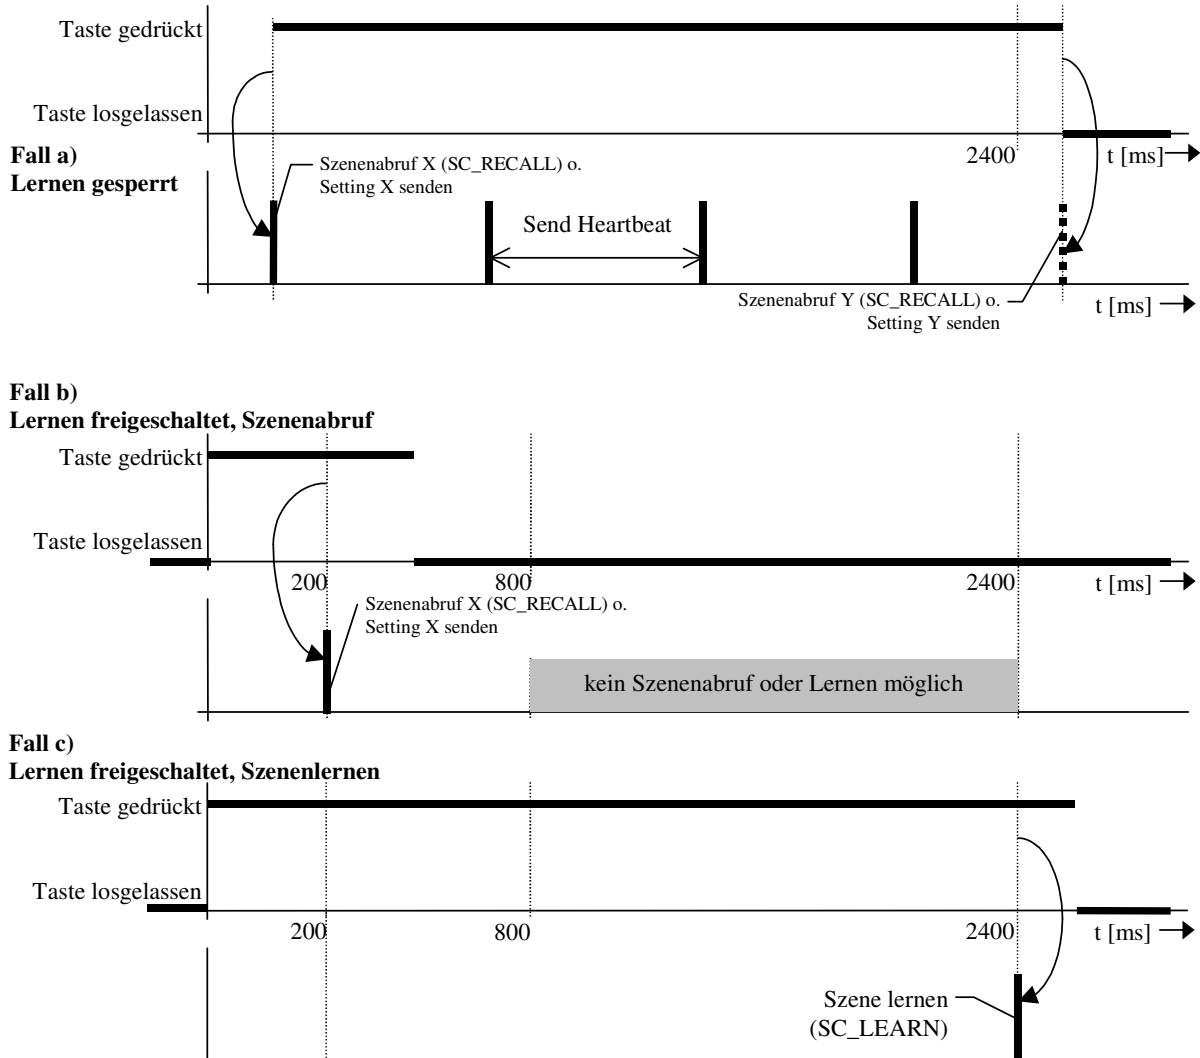 Taste gedrückt
Taste losgelassen
2400
t [ms]
Fall a)
Lernen gesperrt
Szenenabruf X (SC_RECALL) o.
Setting X senden
Send Heartbeat
Szenenabruf Y (SC_RECALL) o.
Setting Y senden
t [ms]
Fall b)
Lernen freigeschaltet, Szenenabruf
Taste gedrückt
Taste losgelassen
200
800
2400
t [ms]
Szenenabruf X (SC_RECALL) o.
Setting X senden
kein Szenenabruf oder Lernen möglich
Fall c)
Lernen freigeschaltet, Szenenlernen
Taste gedrückt
Taste losgelassen
200
800
2400
t [ms]
Szene lernen
(SC_LEARN)